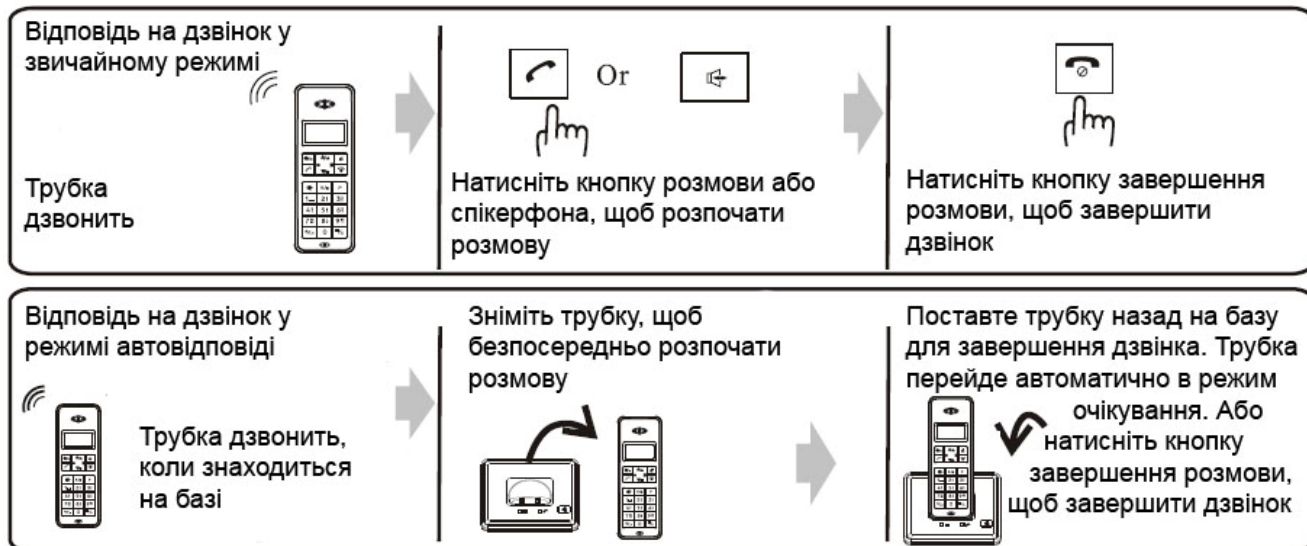 Відповідь на дзвінок у
звичайному режимі
Трубка
дзвонить
Or
Натисніть кнопку розмови або
спікерфона, щоб розпочати
розмову
Натисніть кнопку завершення
розмови, щоб завершити
дзвінок
Відповідь на дзвінок у
режимі автовідповіді
Трубка дзвонить,
коли знаходиться
на базі
Зніміть трубку, щоб
безпосередньо розпочати
розмову
Поставте трубку назад на базу
для завершення дзвінка. Трубка
перейде автоматично в режим
очікування. Або
натисніть кнопку
завершення розмови,
щоб завершити дзвінок